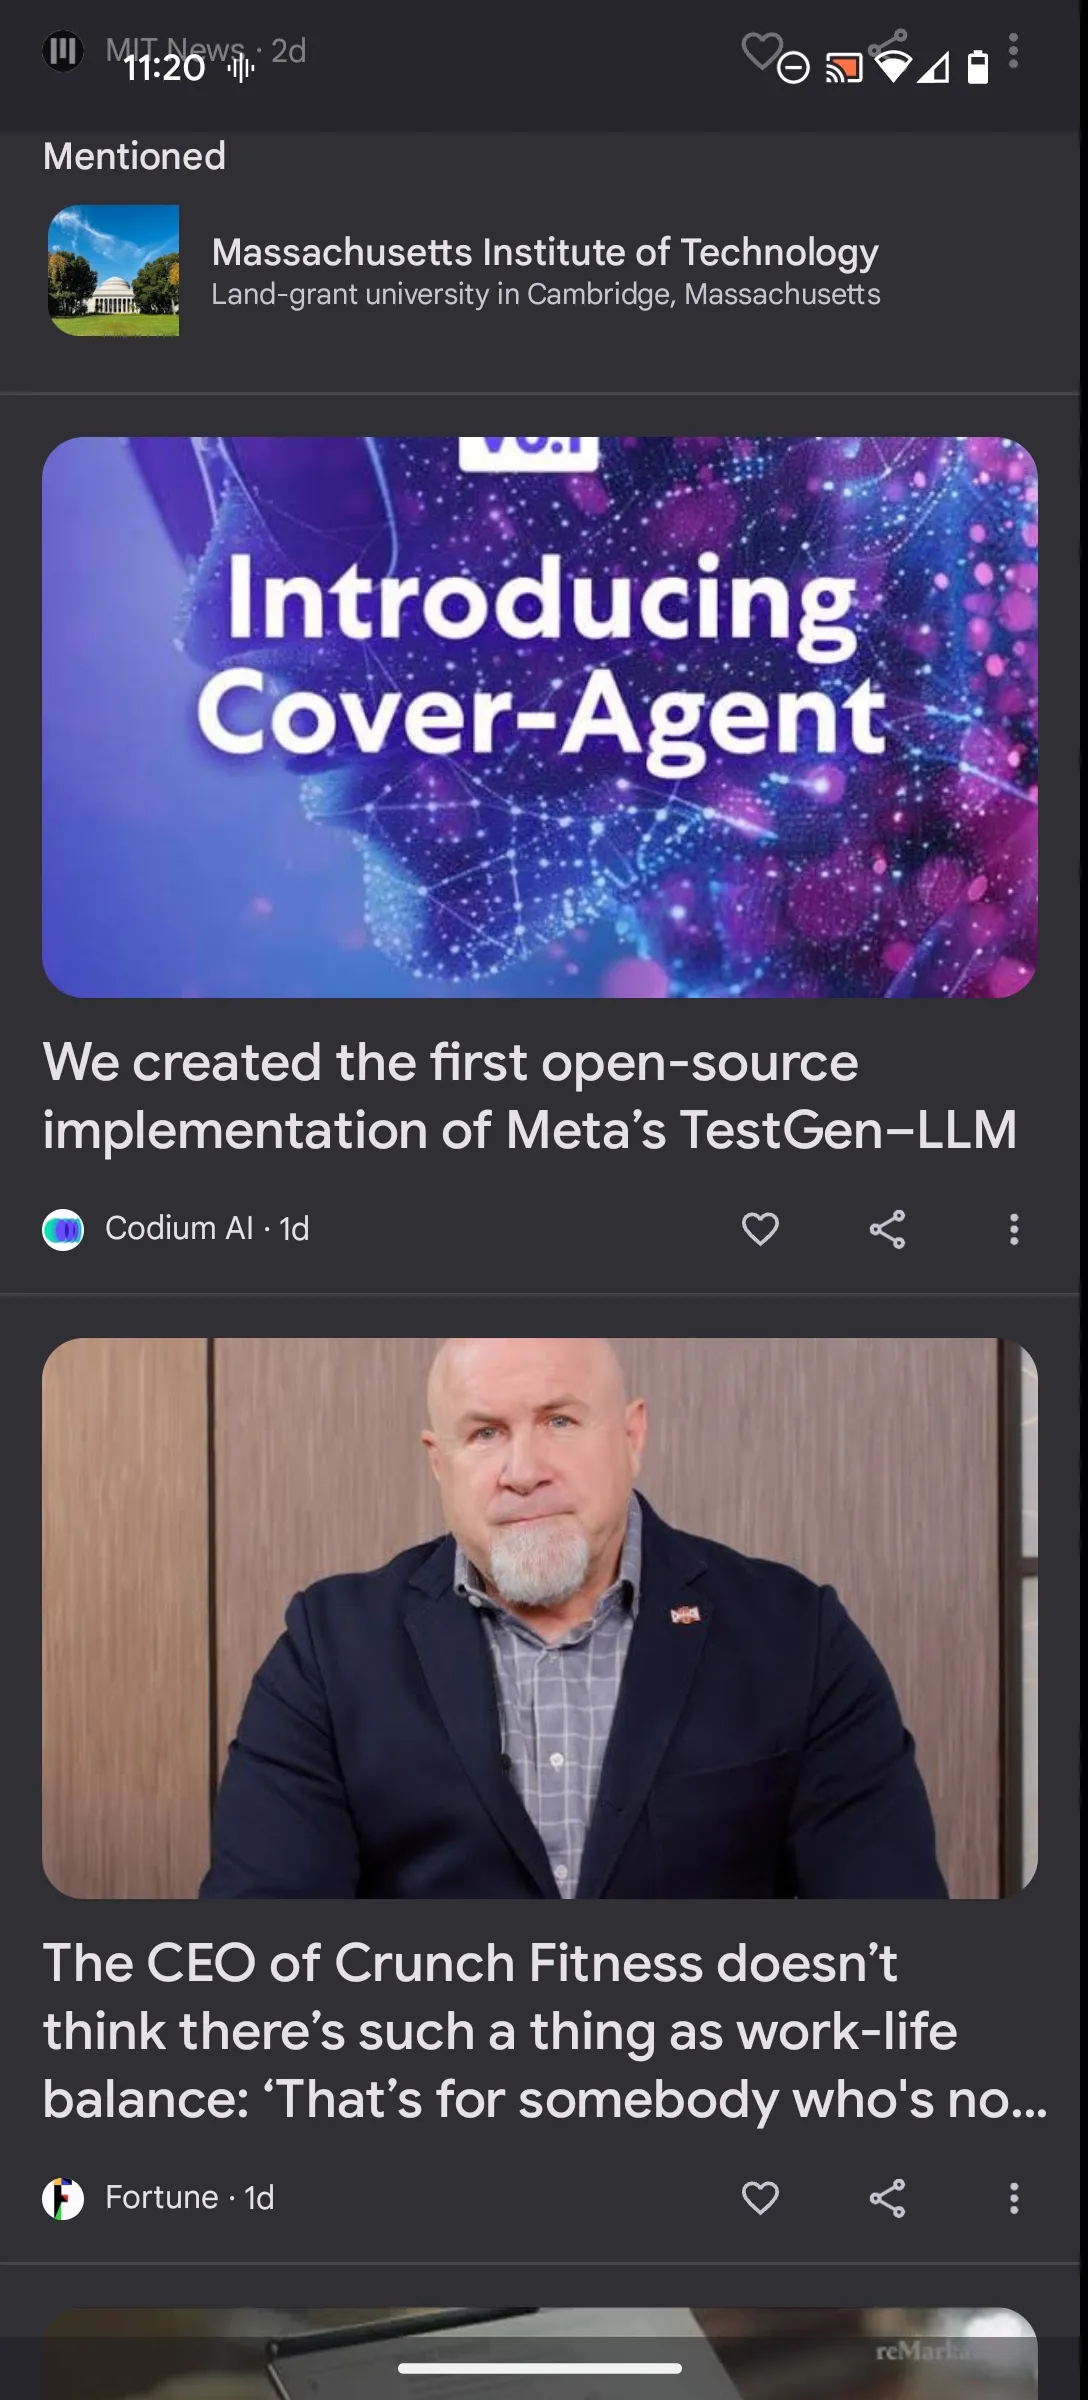 MIT News · 2d
11:20
Mentioned
Massachusetts Institute of Technology
Land-grant university in Cambridge, Massachusetts
Introducing
Cover-Agent
We created the first open-source
implementation of Meta’s TestGen–LLM
Codium AI · 1d
The CEO of Crunch Fitness doesn’t
think there’s such a thing as work-life
balance: ‘That’s for somebody who's no...
Fortune · 1d